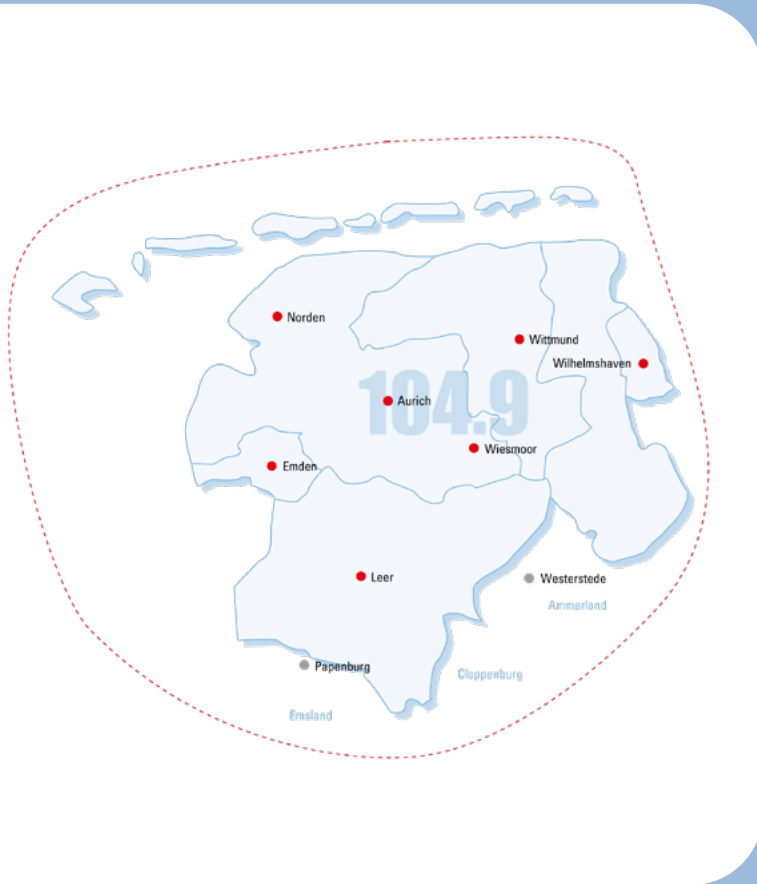 Norden
Wittmund
Wilhelmshaven
104.9
Aurich
Wiesmoor
Emden
Leer
Westerstede
Ammerland
Papenburg
Cloppenburg
Emsland